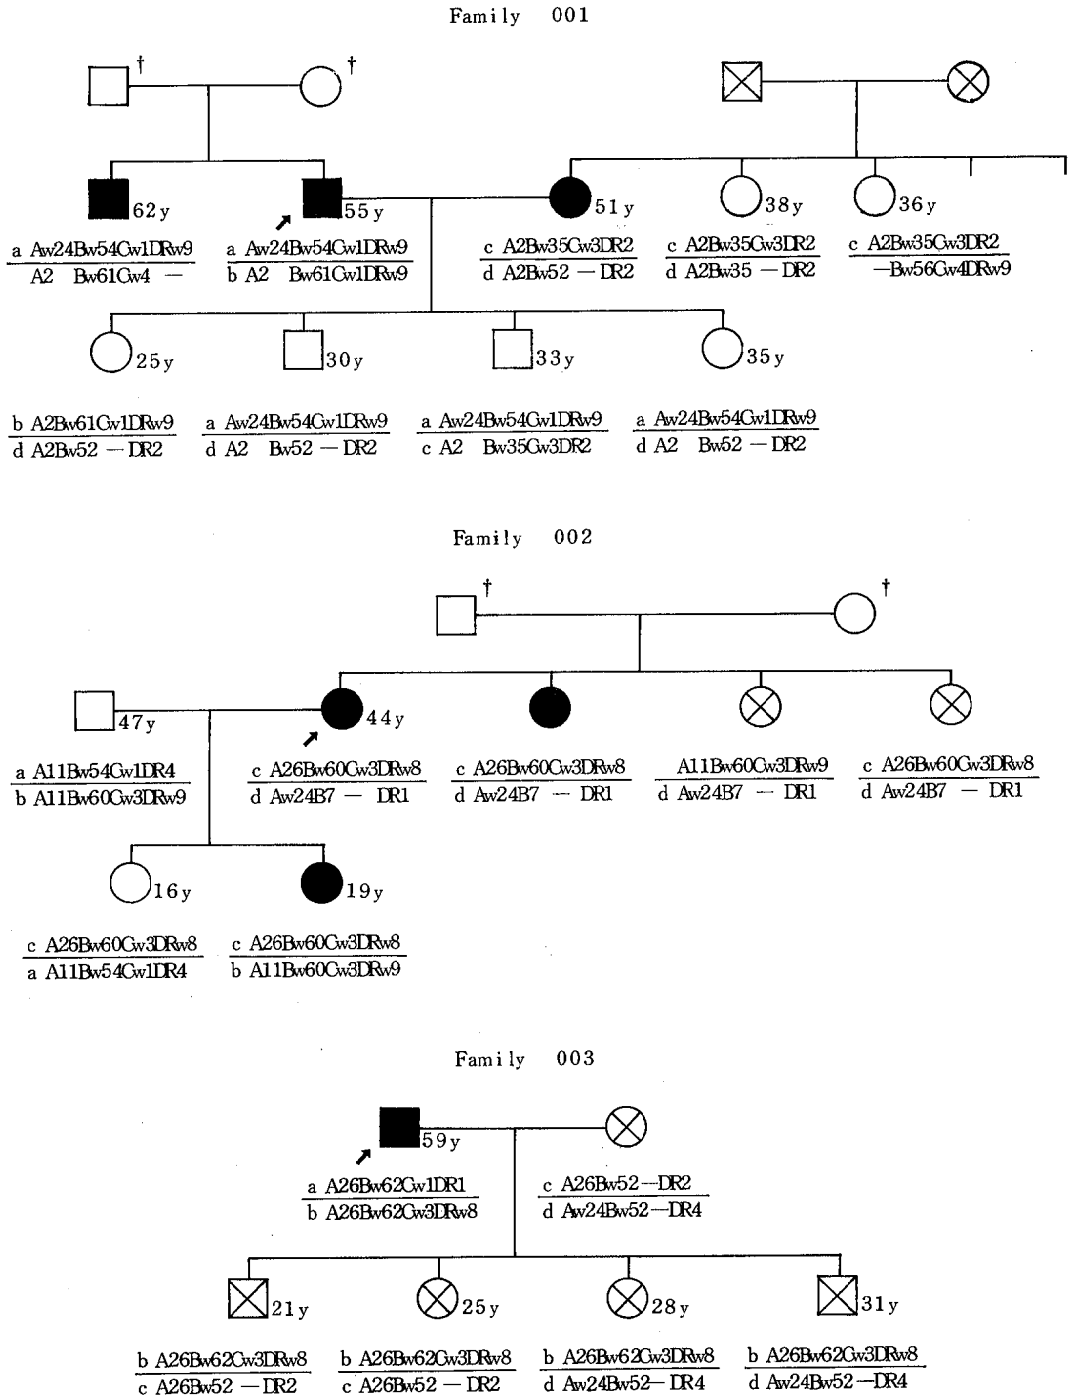 Family 001
†
†
62y
55y
51y
38y
36y
a Aw24Bw54Cw1DRw9
A2 Bw61Cw4 —
a Aw24Bw54Cw1DRw9
b A2 Bw61Cw1DRw9
c A2Bw35Cw3DR2
d A2Bw52 — DR2
c A2Bw35Cw3DR2
d A2Bw35 — DR2
c A2Bw35Cw3DR2
—Bw56Cw4DRw9
25y
30y
33y
35y
b A2Bw61Cw1DRw9
d A2Bw52 — DR2
a Aw24Bw54Cw1DRw9
d A2 Bw52 — DR2
a Aw24Bw54Cw1DRw9
c A2 Bw35Cw3DR2
a Aw24Bw54Cw1DRw9
d A2 Bw52 — DR2
Family 002
†
†
47y
44y
a A11Bw54Cw1DR4
b A11Bw60Cw3DRw9
c A26Bw60Cw3DRw8
d Aw24B7 — DR1
c A26Bw60Cw3DRw8
d Aw24B7 — DR1
A11Bw60Cw3DRw9
d Aw24B7 — DR1
c A26Bw60Cw3DRw8
d Aw24B7 — DR1
16y
19y
c A26Bw60Cw3DRw8
a A11Bw54Cw1DR4
c A26Bw60Cw3DRw8
b A11Bw60Cw3DRw9
Family 003
59y
a A26Bw62Cw1DR1
b A26Bw62Cw3DRw8
c A26Bw52—DR2
d Aw24Bw52—DR4
21y
25y
28y
31y
b A26Bw62Cw3DRw8
c A26Bw52 — DR2
b A26Bw62Cw3DRw8
c A26Bw52 — DR2
b A26Bw62Cw3DRw8
d Aw24Bw52— DR4
b A26Bw62Cw3DRw8
d Aw24Bw52 —DR4